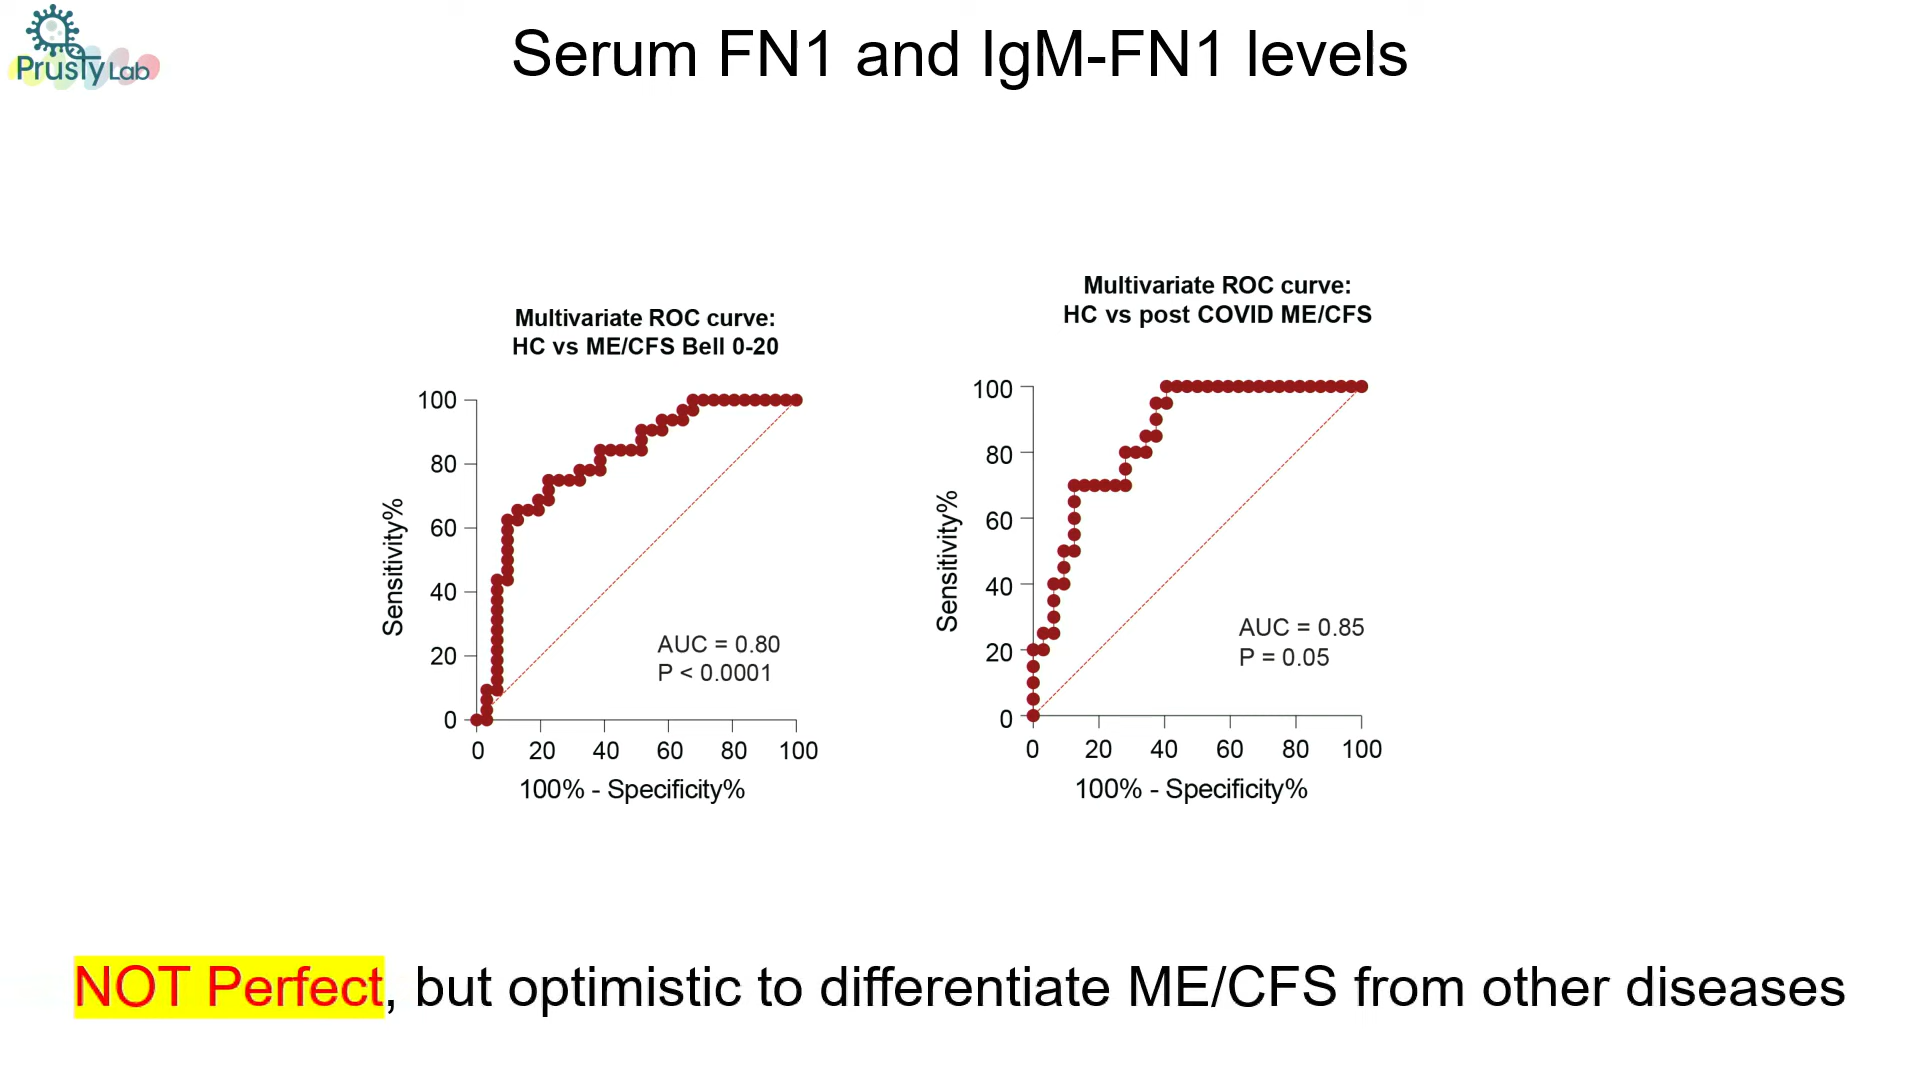 Prusty Lab
Serum FN1 and IgM-FN1 levels
Multivariate ROC curve:
HC vs ME/CFS Bell 0-20
100
80
60
40
20
0
Sensitivity%
AUC = 0.80
P < 0.0001
0 20 40 60 80 100
100% - Specificity%
Multivariate ROC curve:
HC vs post COVID ME/CFS
100
80
60
40
20
0
Sensitivity%
AUC = 0.85
P = 0.05
0 20 40 60 80 100
100% - Specificity%
NOT Perfect, but optimistic to differentiate ME/CFS from other diseases